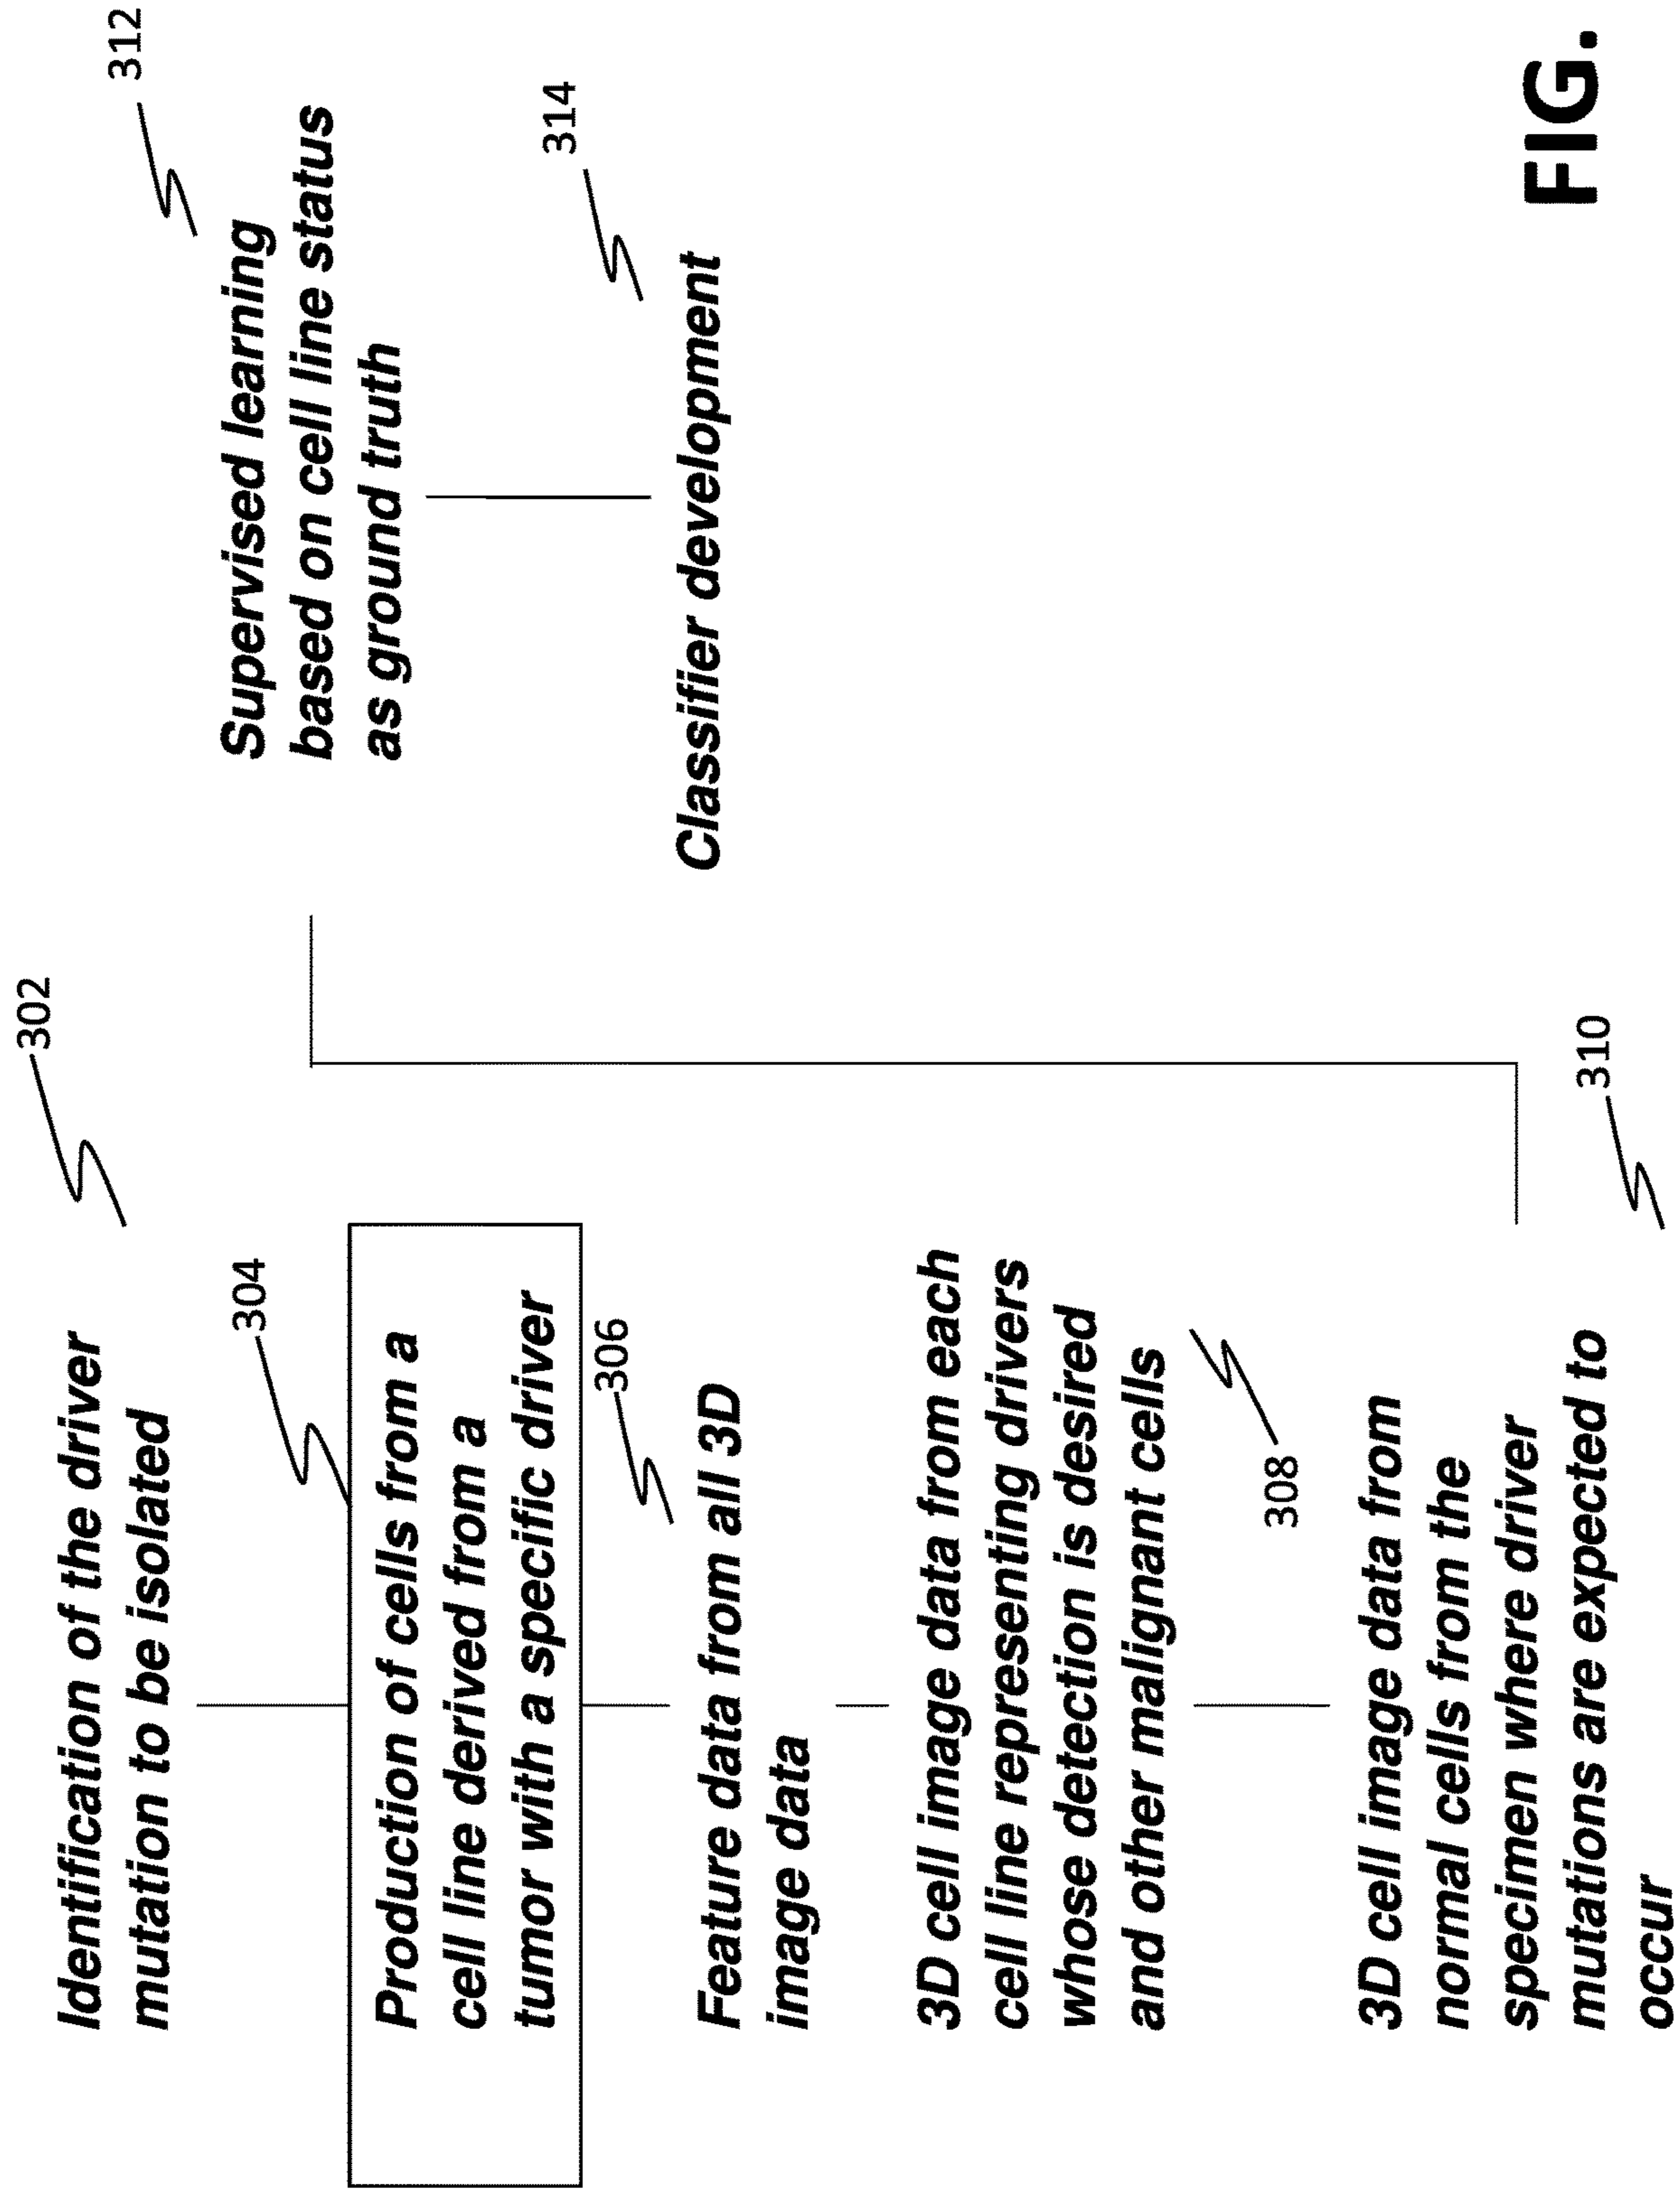 302
Identification of the driver
mutation to be isolated
304
Production of cells from a
cell line derived from a
tumor with a specific driver
306
Feature data from all 3D
image data
3D cell image data from each
cell line representing drivers
whose detection is desired
and other malignant cells
308
3D cell image data from
normal cells from the
specimen where driver
mutations are expected to
occur
310
312
Supervised learning
based on cell line status
as ground truth
314
Classifier development
FIG.